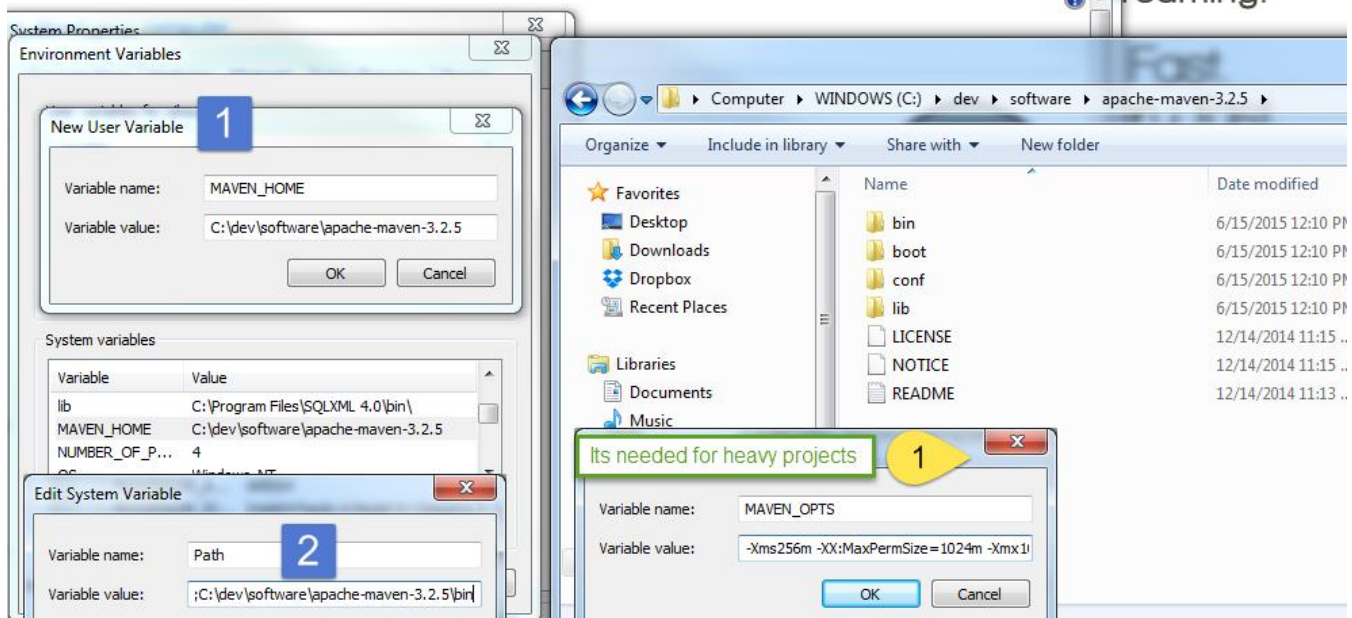 System Properties
Environment Variables
New User Variable
1
Variable name: MAVEN_HOME
Variable value: C:\dev\software\apache-maven-3.2.5
OK Cancel
System variables
Variable Value
lib C:\Program Files\SQLXML 4.0\bin\
MAVEN_HOME C:\dev\software\apache-maven-3.2.5
NUMBER_OF_P... 4
OS Windows_NT
Edit System Variable
2
Variable name: Path
Variable value: ;C:\dev\software\apache-maven-3.2.5\bin
Fast.
Computer WINDOWS (C:) dev software apache-maven-3.2.5
Organize Include in library Share with New folder
Favorites
Desktop
Downloads
Dropbox
Recent Places
Libraries
Documents
Music
Name Date modified
bin 6/15/2015 12:10 PM
boot 6/15/2015 12:10 PM
conf 6/15/2015 12:10 PM
lib 6/15/2015 12:10 PM
LICENSE 12/14/2014 11:15 ..
NOTICE 12/14/2014 11:15 ..
README 12/14/2014 11:13 ..
Its needed for heavy projects
1
Variable name: MAVEN_OPTS
Variable value: -Xms256m -XX:MaxPermSize=1024m -Xmx1
OK Cancel